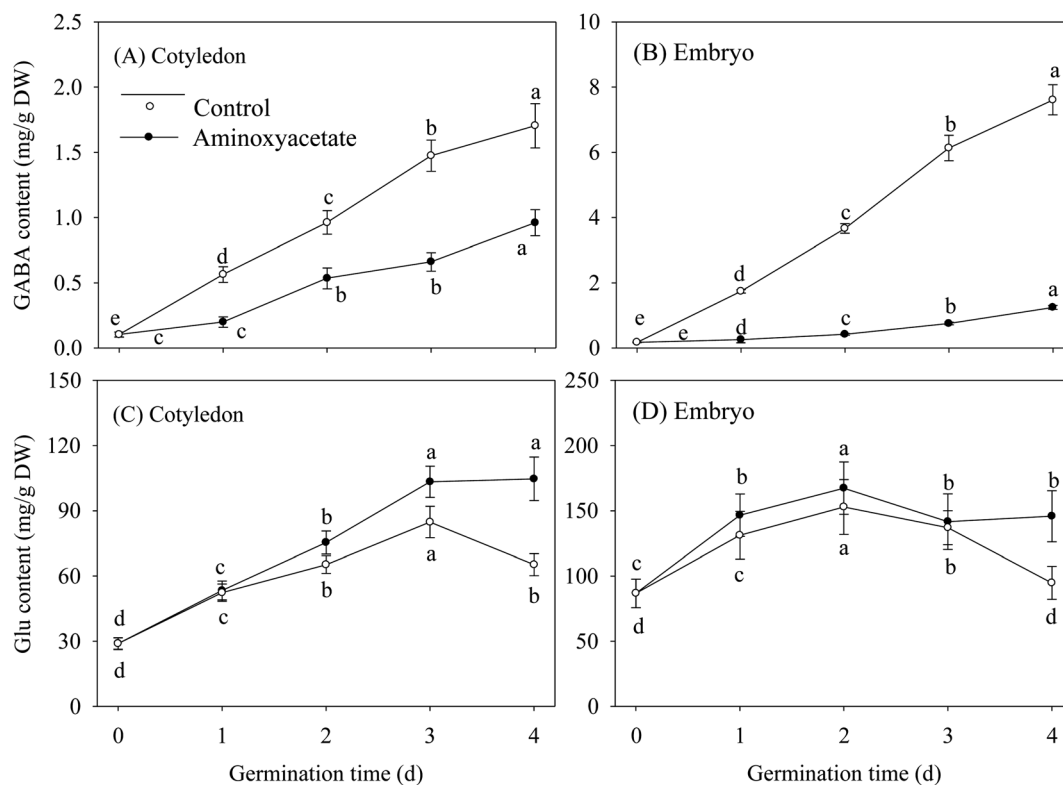 GABA content (mg/g DW)
2.5
2.0
1.5
1.0
0.5
0.0
(A) Cotyledon
Control
Aminoxyacetate
e
d
c
b
a
c
c
b
b
a
10
8
6
4
2
0
(B) Embryo
e
d
c
b
a
e
d
c
b
a
Glu content (mg/g DW)
150
120
90
60
30
0
(C) Cotyledon
d
c
b
a
a
d
c
b
a
b
0
1
2
3
4
Germination time (d)
250
200
150
100
50
0
(D) Embryo
c
b
a
b
b
d
c
a
b
d
0
1
2
3
4
Germination time (d)